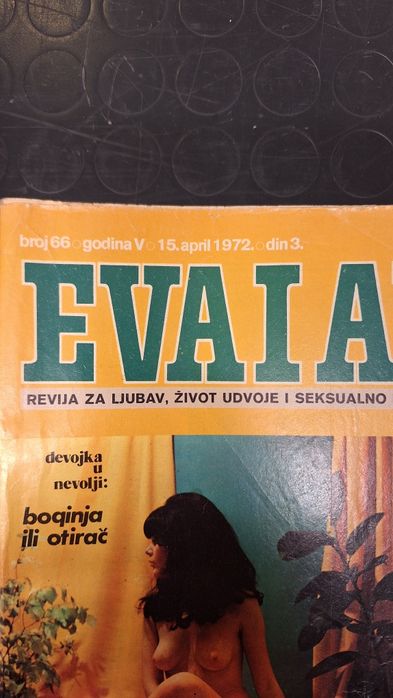 broj 66 godina V 15. april 1972. din 3.
EVA I A
REVIJA ZA LJUBAV, ŽIVOT UDVOJE I SEKSUALNO
devojka
u
nevolji:
boginja
ili otirač